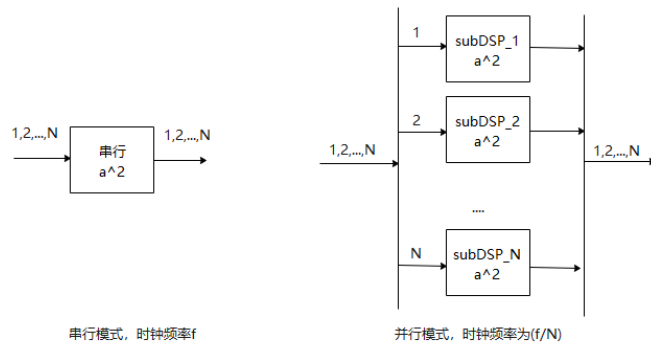 1,2,...,N
串行
a^2
1,2,...,N
串行模式，时钟频率f
1,2,...,N
1
subDSP_1
a^2
2
subDSP_2
a^2
....
N
subDSP_N
a^2
1,2,...,N
并行模式，时钟频率为(f/N)